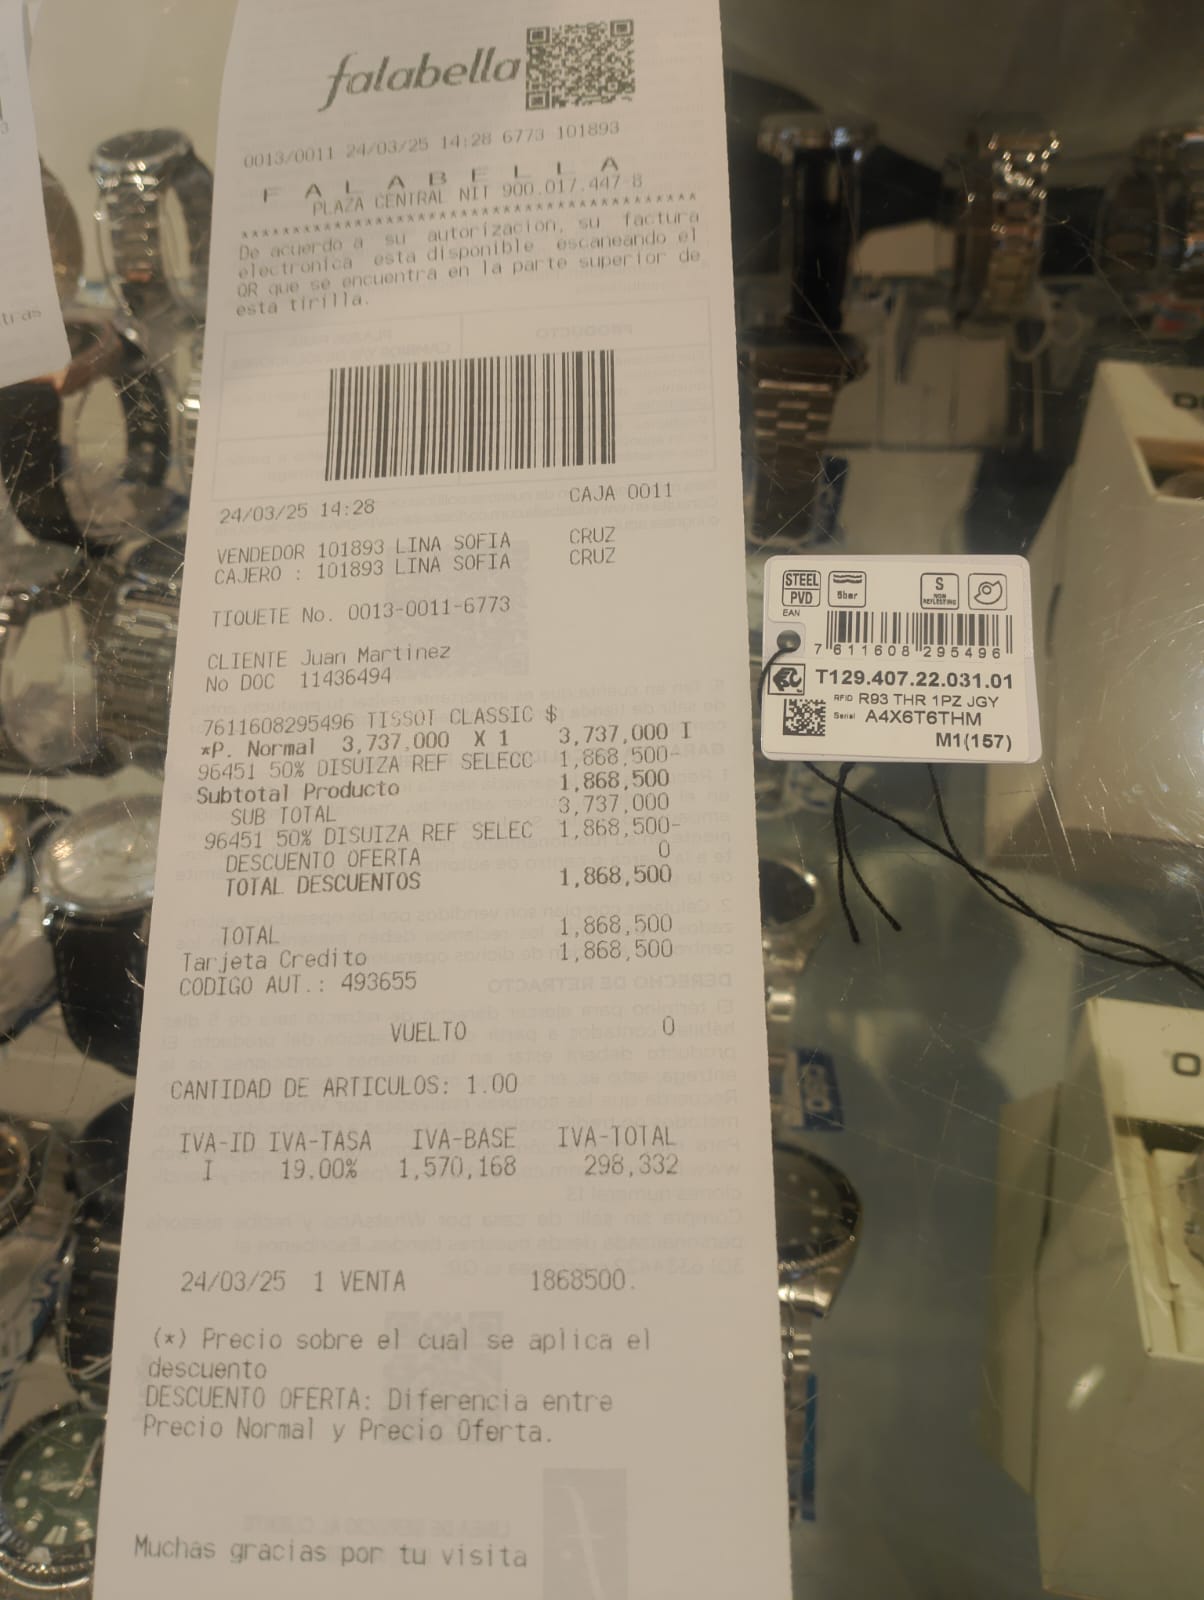 falabella
0013/0011 24/03/25 14:28 6773 101893
F A L A B E L L A
PLAZA CENTRAL NIT 900.017.447-8
****************************************
De acuerdo a su autorizacion, su factura
electronica esta disponible escaneando el
QR que se encuentra en la parte superior de
esta tirilla.
24/03/25 14:28 CAJA 0011
VENDEDOR 101893 LINA SOFIA CRUZ
CAJERO : 101893 LINA SOFIA CRUZ
TIQUETE No. 0013-0011-6773
CLIENTE Juan Martinez
No DOC 11436494
7611608295496 TISSOT CLASSIC $
*P. Normal 3,737,000 X 1 3,737,000 I
96451 50% DISUIZA REF SELECC 1,868,500-
Subtotal Producto 1,868,500
SUB TOTAL 3,737,000
96451 50% DISUIZA REF SELEC 1,868,500-
DESCUENTO OFERTA 0
TOTAL DESCUENTOS 1,868,500
TOTAL 1,868,500
Tarjeta Credito 1,868,500
CODIGO AUT.: 493655
VUELTO 0
CANTIDAD DE ARTICULOS: 1.00
IVA-ID IVA-TASA IVA-BASE IVA-TOTAL
I 19.00% 1,570,168 298,332
24/03/25 1 VENTA 1868500.
(*) Precio sobre el cual se aplica el
descuento
DESCUENTO OFERTA: Diferencia entre
Precio Normal y Precio Oferta.
Muchas gracias por tu visita
STEEL
PVD
5bar
S
NON
REFLECTING
EAN
7 611608 295496
T129.407.22.031.01
RFID R93 THR 1PZ JGY
Serial A4X6T6THM
M1(157)